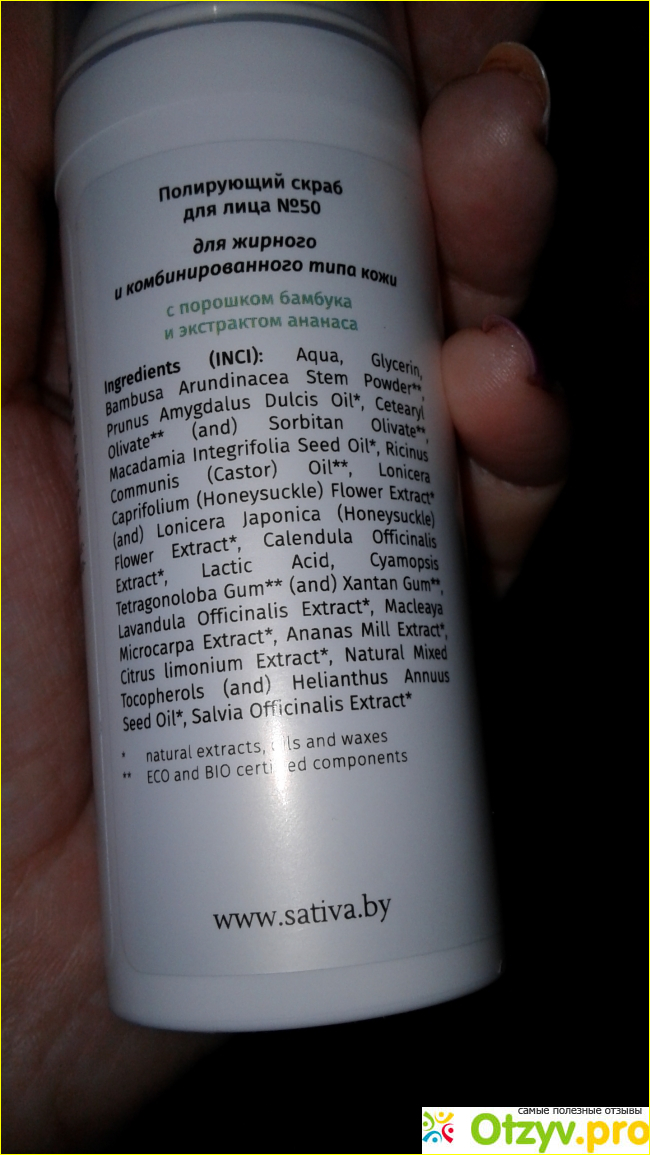 Полирующий скраб
для лица №50
для жирного
и комбинированного типа кожи
с порошком бамбука
и экстрактом ананаса
Ingredients (INCI): Aqua, Glycerin,
Bambusa Arundinacea Stem Powder**,
Prunus Amygdalus Dulcis Oil*, Cetearyl
Olivate** (and) Sorbitan Olivate**,
Macadamia Integrifolia Seed Oil*, Ricinus
Communis (Castor) Oil**, Lonicera
Caprifolium (Honeysuckle) Flower Extract*
(and) Lonicera Japonica (Honeysuckle)
Flower Extract*, Calendula Officinalis
Extract*, Lactic Acid, Cyamopsis
Tetragonoloba Gum** (and) Xantan Gum**,
Lavandula Officinalis Extract*, Macleaya
Microcarpa Extract*, Ananas Mill Extract*,
Citrus limonium Extract*, Natural Mixed
Tocopherols (and) Helianthus Annuus
Seed Oil*, Salvia Officinalis Extract*
* natural extracts, oils and waxes
** ECO and BIO certified components
www.sativa.by
самые полезные отзывы
Otzyv.pro